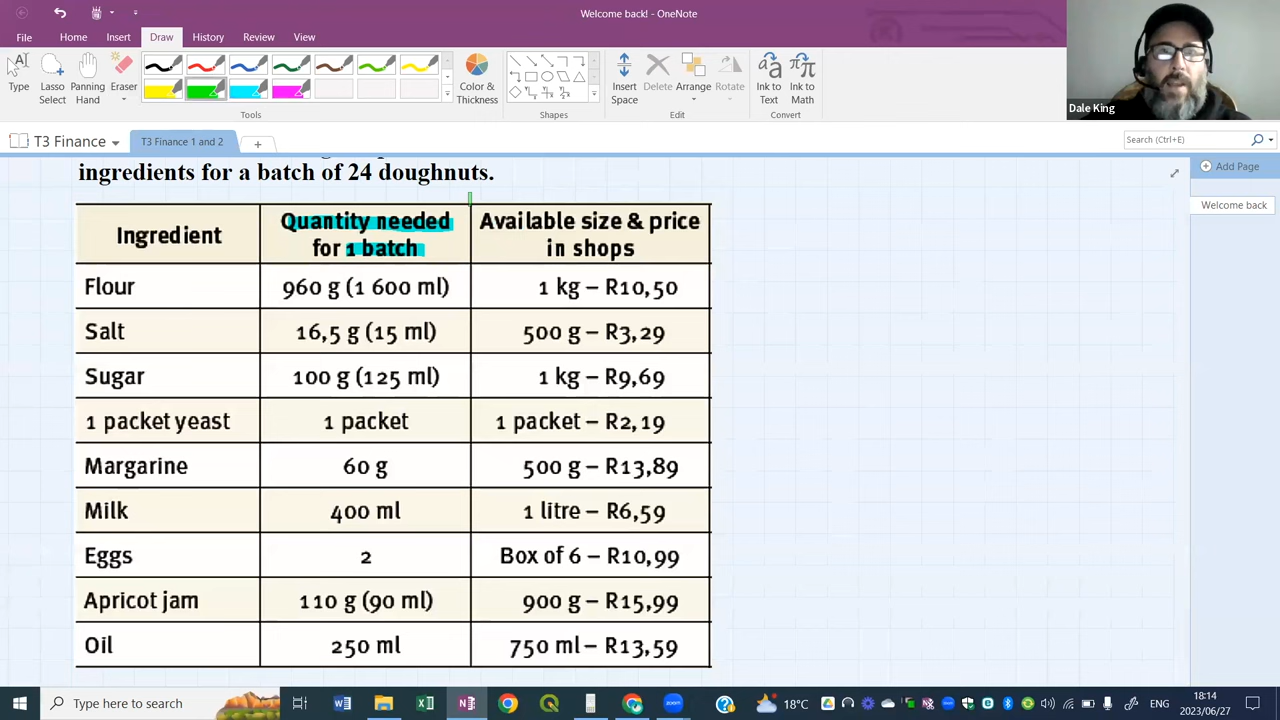 Welcome back! - OneNote
File Home Insert Draw History Review View
Type
Lasso Select
Panning Hand
Eraser
Color & Thickness
Insert Space
Delete
Arrange
Rotate
Ink to Text
Ink to Math
Tools
Shapes
Edit
Convert
Dale King
T3 Finance
T3 Finance 1 and 2
Search (Ctrl+E)
Add Page
Welcome back
ingredients for a batch of 24 doughnuts.
Ingredient Quantity needed for 1 batch Available size & price in shops
Flour 960 g (1 600 ml) 1 kg – R10,50
Salt 16,5 g (15 ml) 500 g – R3,29
Sugar 100 g (125 ml) 1 kg – R9,69
1 packet yeast 1 packet 1 packet – R2,19
Margarine 60 g 500 g – R13,89
Milk 400 ml 1 litre – R6,59
Eggs 2 Box of 6 – R10,99
Apricot jam 110 g (90 ml) 900 g – R15,99
Oil 250 ml 750 ml – R13,59
Type here to search
18°C
18:14
2023/06/27